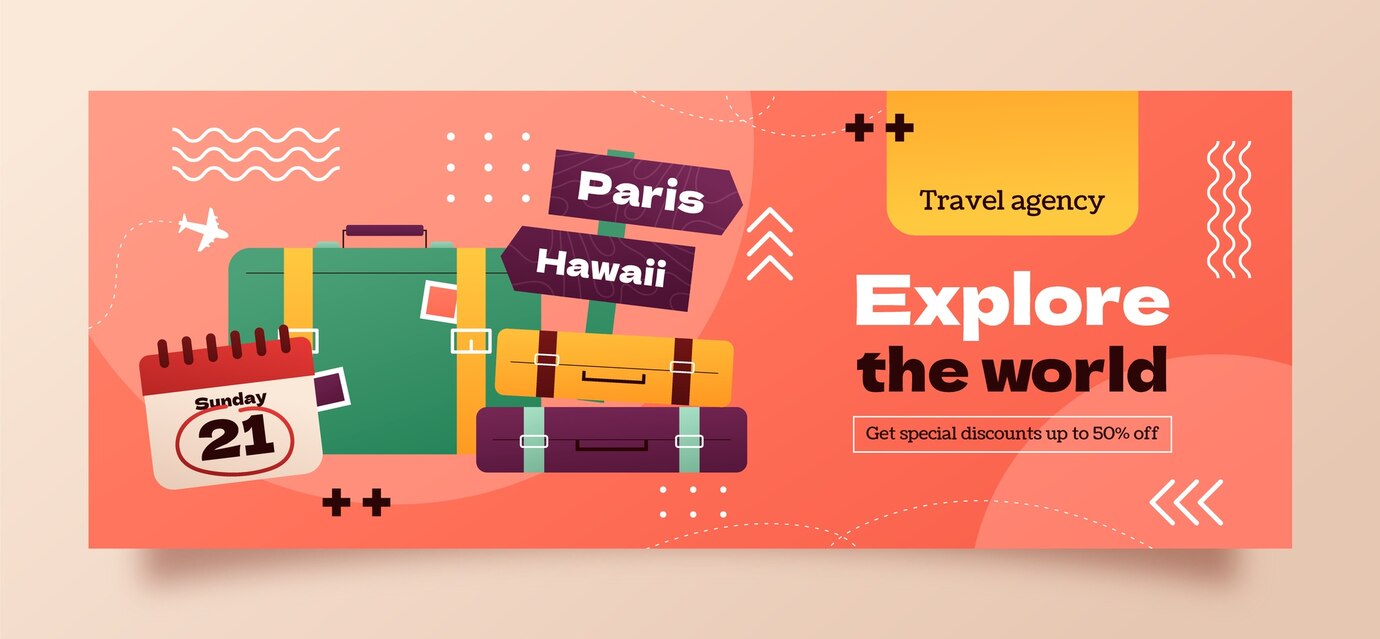 Paris
Hawaii
Sunday
21
Travel agency
Explore
the world
Get special discounts up to 50% off